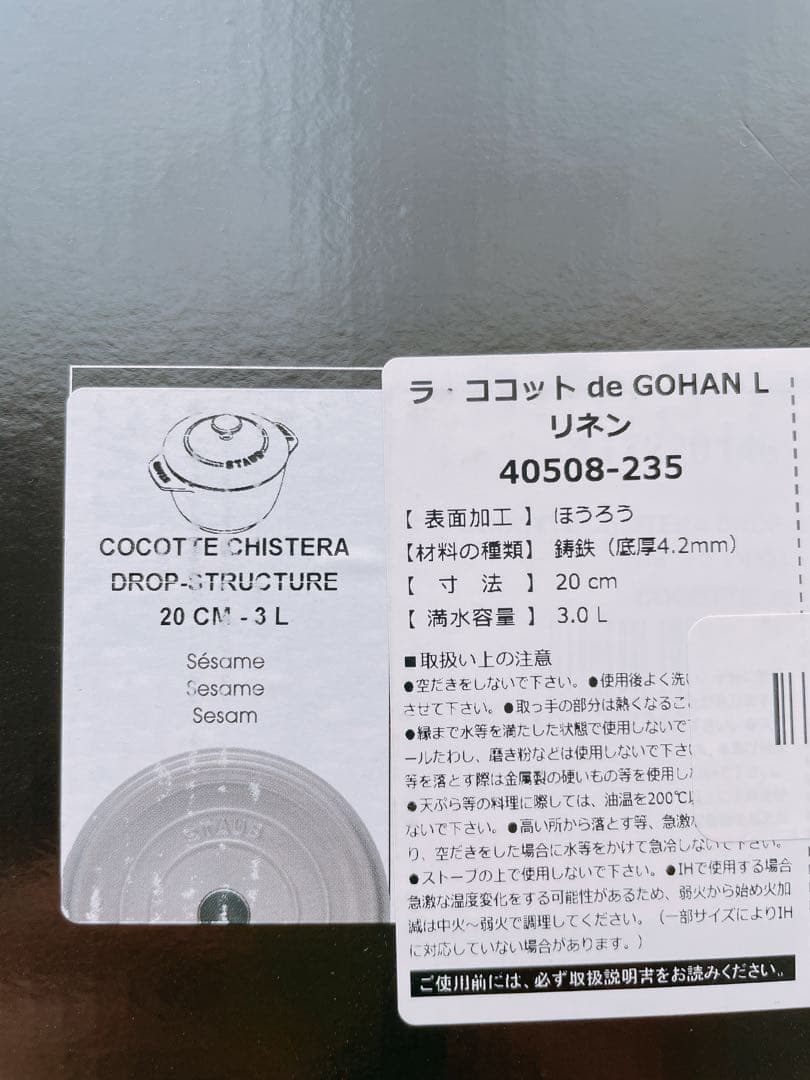 STAUB
COCOTTE CHISTERA
DROP-STRUCTURE
20 CM - 3 L
Sésame
Sesame
Sesam
STAUB
ラ・ココット de GOHAN L
リネン
40508-235
【 表面加工 】 ほうろう
【材料の種類】 鋳鉄（底厚4.2mm）
【 寸 法 】 20 cm
【 満水容量 】 3.0 L
■取扱い上の注意
●空だきをしないで下さい。●使用後よく洗い
させて下さい。●取っ手の部分は熱くなるこ
●縁まで水等を満たした状態で使用しないで
ールたわし、磨き粉などは使用しないで下さい
等を落とす際は金属製の硬いもの等を使用し
●天ぷら等の料理に際しては、油温を200℃以
ないで下さい。●高い所から落とす等、急激
り、空だきをした場合に水等をかけて急冷しないで下さい。
●ストーブの上で使用しないで下さい。●IHで使用する場合
急激な温度変化をする可能性があるため、弱火から始め火加
減は中火～弱火で調理してください。（一部サイズによりIH
に対応していない場合があります。）
ご使用前には、必ず取扱説明書をお読みください。